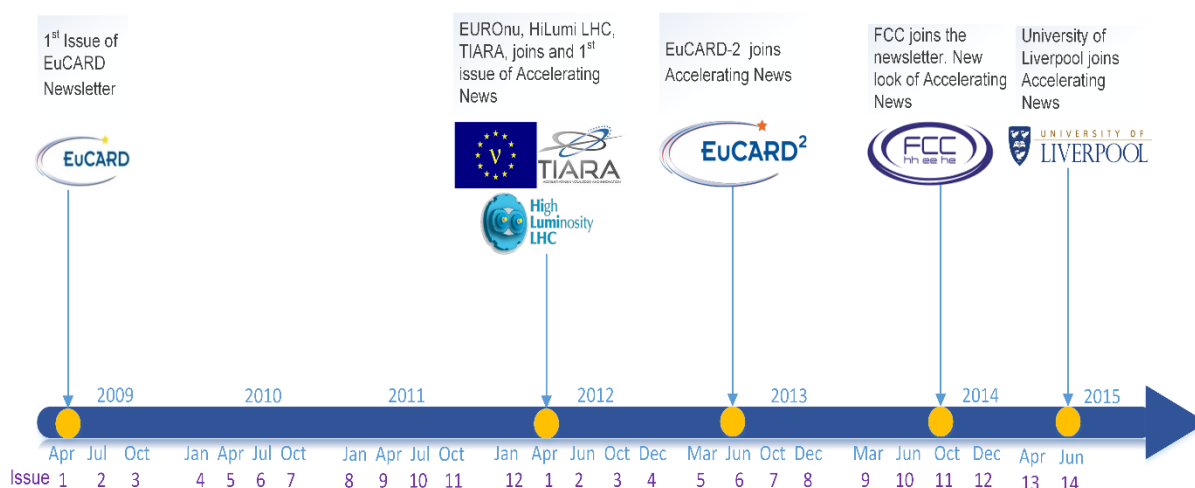 1st Issue of
EuCARD
Newsletter
EuCARD
EUROnu, HiLumi LHC,
TIARA, joins and 1st
issue of Accelerating
News
ν
TIARA
High
Luminosity
LHC
EuCARD-2 joins
Accelerating News
EuCARD²
FCC joins the
newsletter. New
look of Accelerating
News
FCC
hh ee he
University of
Liverpool joins
Accelerating
News
UNIVERSITY OF
LIVERPOOL
2009 2010 2011 2012 2013 2014 2015
Apr Jul Oct Jan Apr Jul Oct Jan Apr Jul Oct Jan Apr Jun Oct Dec Mar Jun Oct Dec Mar Jun Oct Dec Apr Jun
Issue 1 2 3 4 5 6 7 8 9 10 11 12 1 2 3 4 5 6 7 8 9 10 11 12 13 14